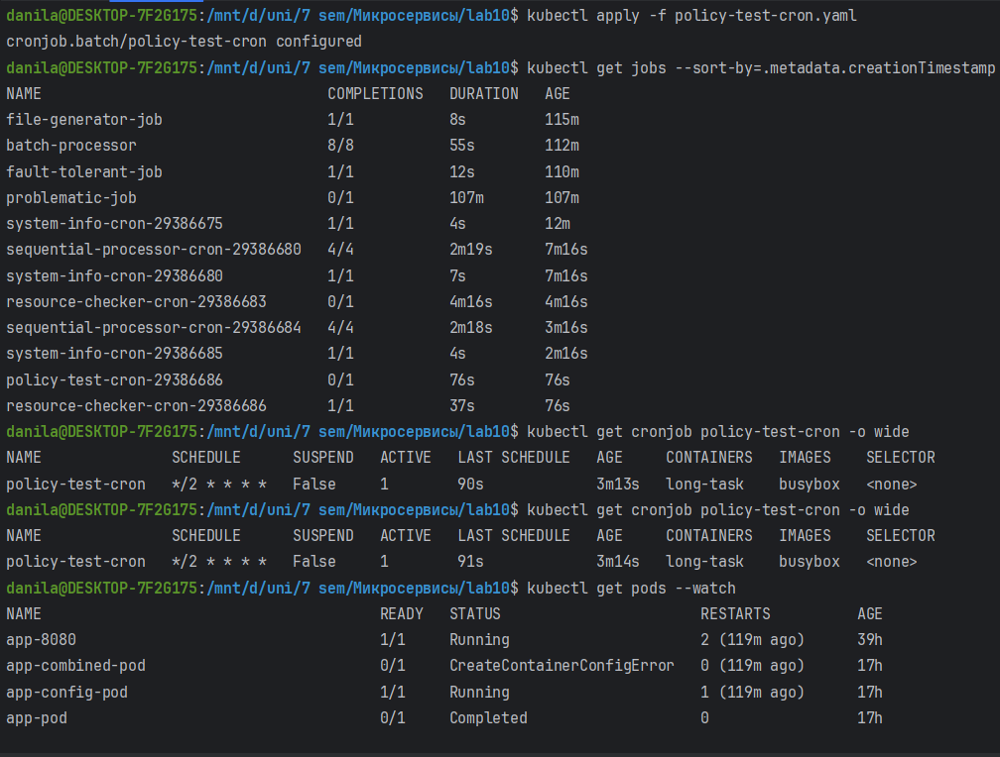 danila@DESKTOP-7F2G175:/mnt/d/uni/7 sem/Микросервисы/lab10$ kubectl apply -f policy-test-cron.yaml
cronjob.batch/policy-test-cron configured
danila@DESKTOP-7F2G175:/mnt/d/uni/7 sem/Микросервисы/lab10$ kubectl get jobs --sort-by=.metadata.creationTimestamp
NAME COMPLETIONS DURATION AGE
file-generator-job 1/1 8s 115m
batch-processor 8/8 55s 112m
fault-tolerant-job 1/1 12s 110m
problematic-job 0/1 107m 107m
system-info-cron-29386675 1/1 4s 12m
sequential-processor-cron-29386680 4/4 2m19s 7m16s
system-info-cron-29386680 1/1 7s 7m16s
resource-checker-cron-29386683 0/1 4m16s 4m16s
sequential-processor-cron-29386684 4/4 2m18s 3m16s
system-info-cron-29386685 1/1 4s 2m16s
policy-test-cron-29386686 0/1 76s 76s
resource-checker-cron-29386686 1/1 37s 76s
danila@DESKTOP-7F2G175:/mnt/d/uni/7 sem/Микросервисы/lab10$ kubectl get cronjob policy-test-cron -o wide
NAME SCHEDULE SUSPEND ACTIVE LAST SCHEDULE AGE CONTAINERS IMAGES SELECTOR
policy-test-cron */2 * * * * False 1 90s 3m13s long-task busybox <none>
danila@DESKTOP-7F2G175:/mnt/d/uni/7 sem/Микросервисы/lab10$ kubectl get cronjob policy-test-cron -o wide
NAME SCHEDULE SUSPEND ACTIVE LAST SCHEDULE AGE CONTAINERS IMAGES SELECTOR
policy-test-cron */2 * * * * False 1 91s 3m14s long-task busybox <none>
danila@DESKTOP-7F2G175:/mnt/d/uni/7 sem/Микросервисы/lab10$ kubectl get pods --watch
NAME READY STATUS RESTARTS AGE
app-8080 1/1 Running 2 (119m ago) 39h
app-combined-pod 0/1 CreateContainerConfigError 0 (119m ago) 17h
app-config-pod 1/1 Running 1 (119m ago) 17h
app-pod 0/1 Completed 0 17h